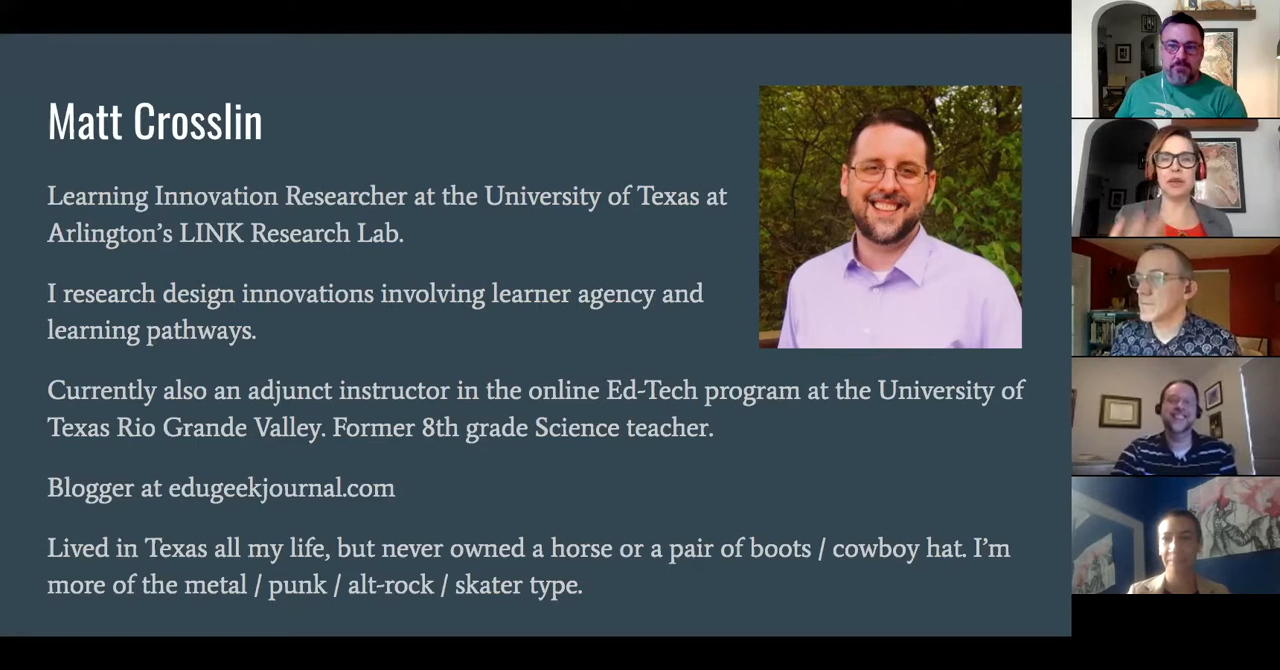 Matt Crosslin
Learning Innovation Researcher at the University of Texas at
Arlington’s LINK Research Lab.
I research design innovations involving learner agency and
learning pathways.
Currently also an adjunct instructor in the online Ed-Tech program at the University of
Texas Rio Grande Valley. Former 8th grade Science teacher.
Blogger at edugeekjournal.com
Lived in Texas all my life, but never owned a horse or a pair of boots / cowboy hat. I’m
more of the metal / punk / alt-rock / skater type.